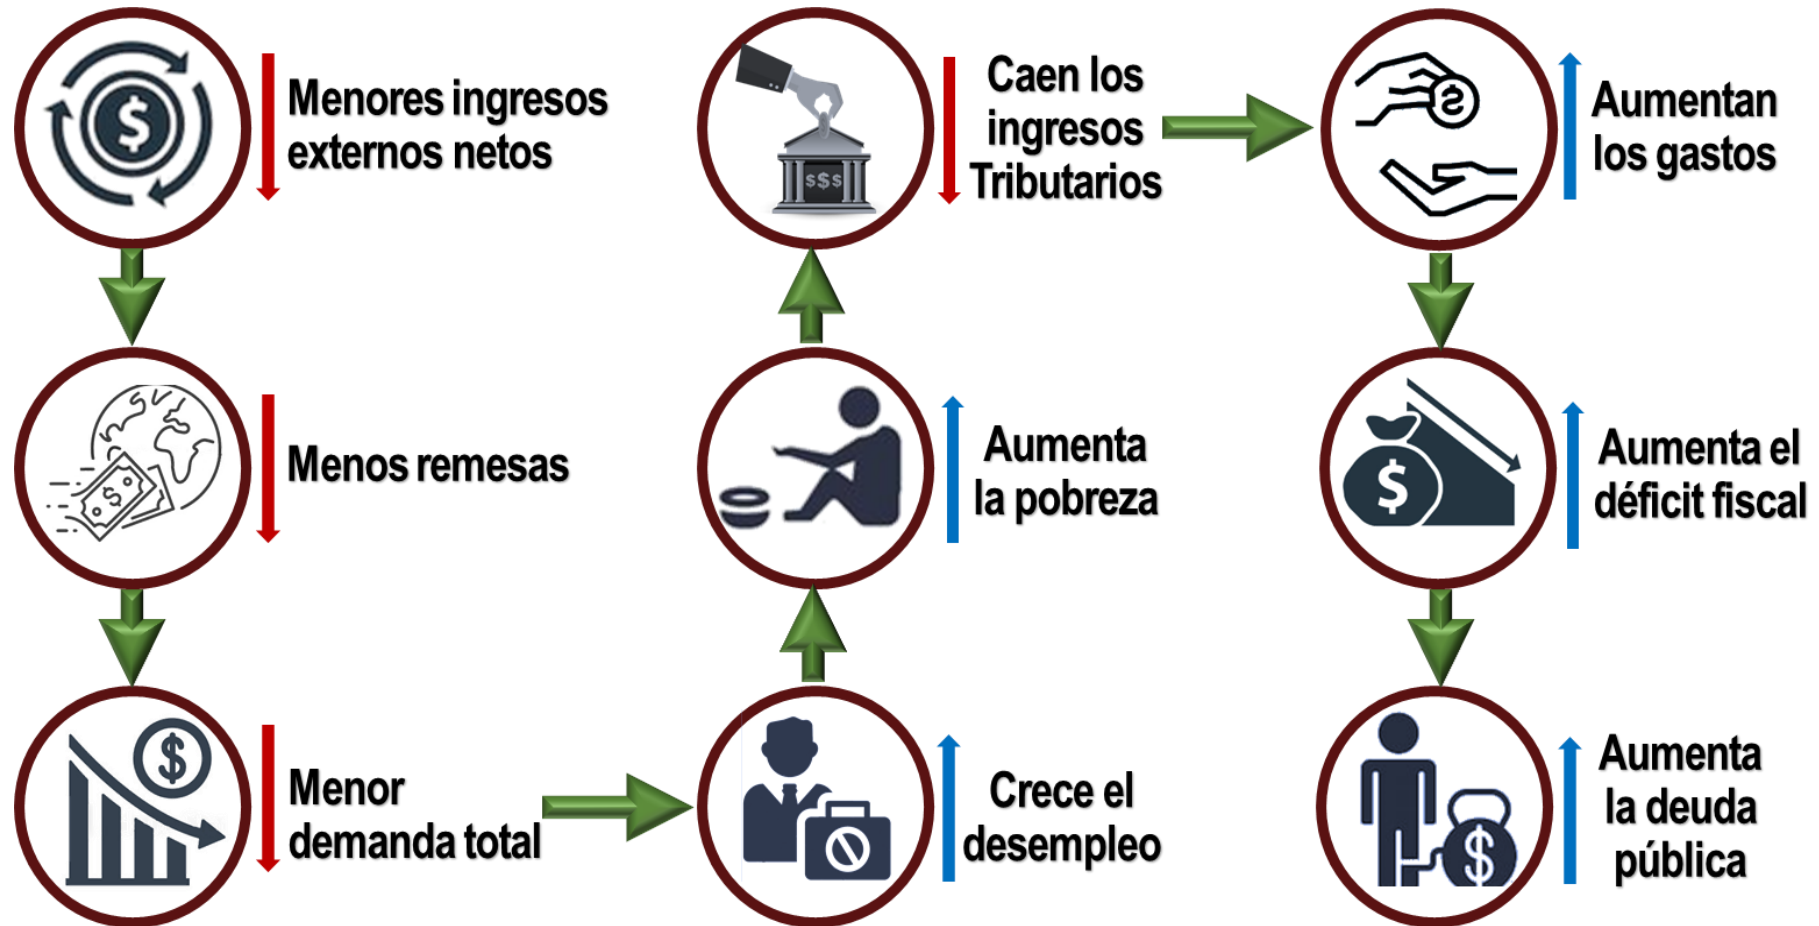 Menores ingresos
externos netos
Menos remesas
Menor
demanda total
Crece el
desempleo
Aumenta
la pobreza
Caen los
ingresos
Tributarios
Aumentan
los gastos
Aumenta el
déficit fiscal
Aumenta
la deuda
pública
$
$
$
$$$
$
$
$